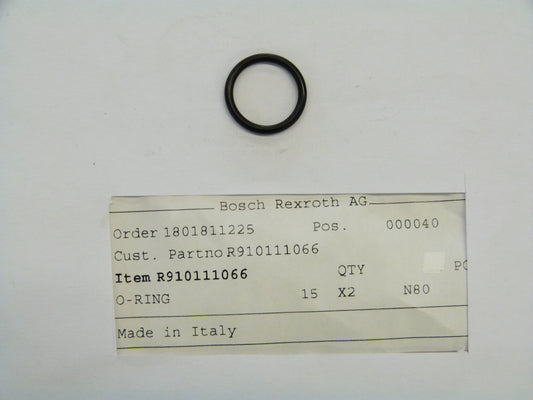 Bosch Rexroth AG
Order 1801811225 Pos. 000040
Cust. Partno R910111066
Item R910111066 QTY PC
O-RING 15 X2 N80
Made in Italy